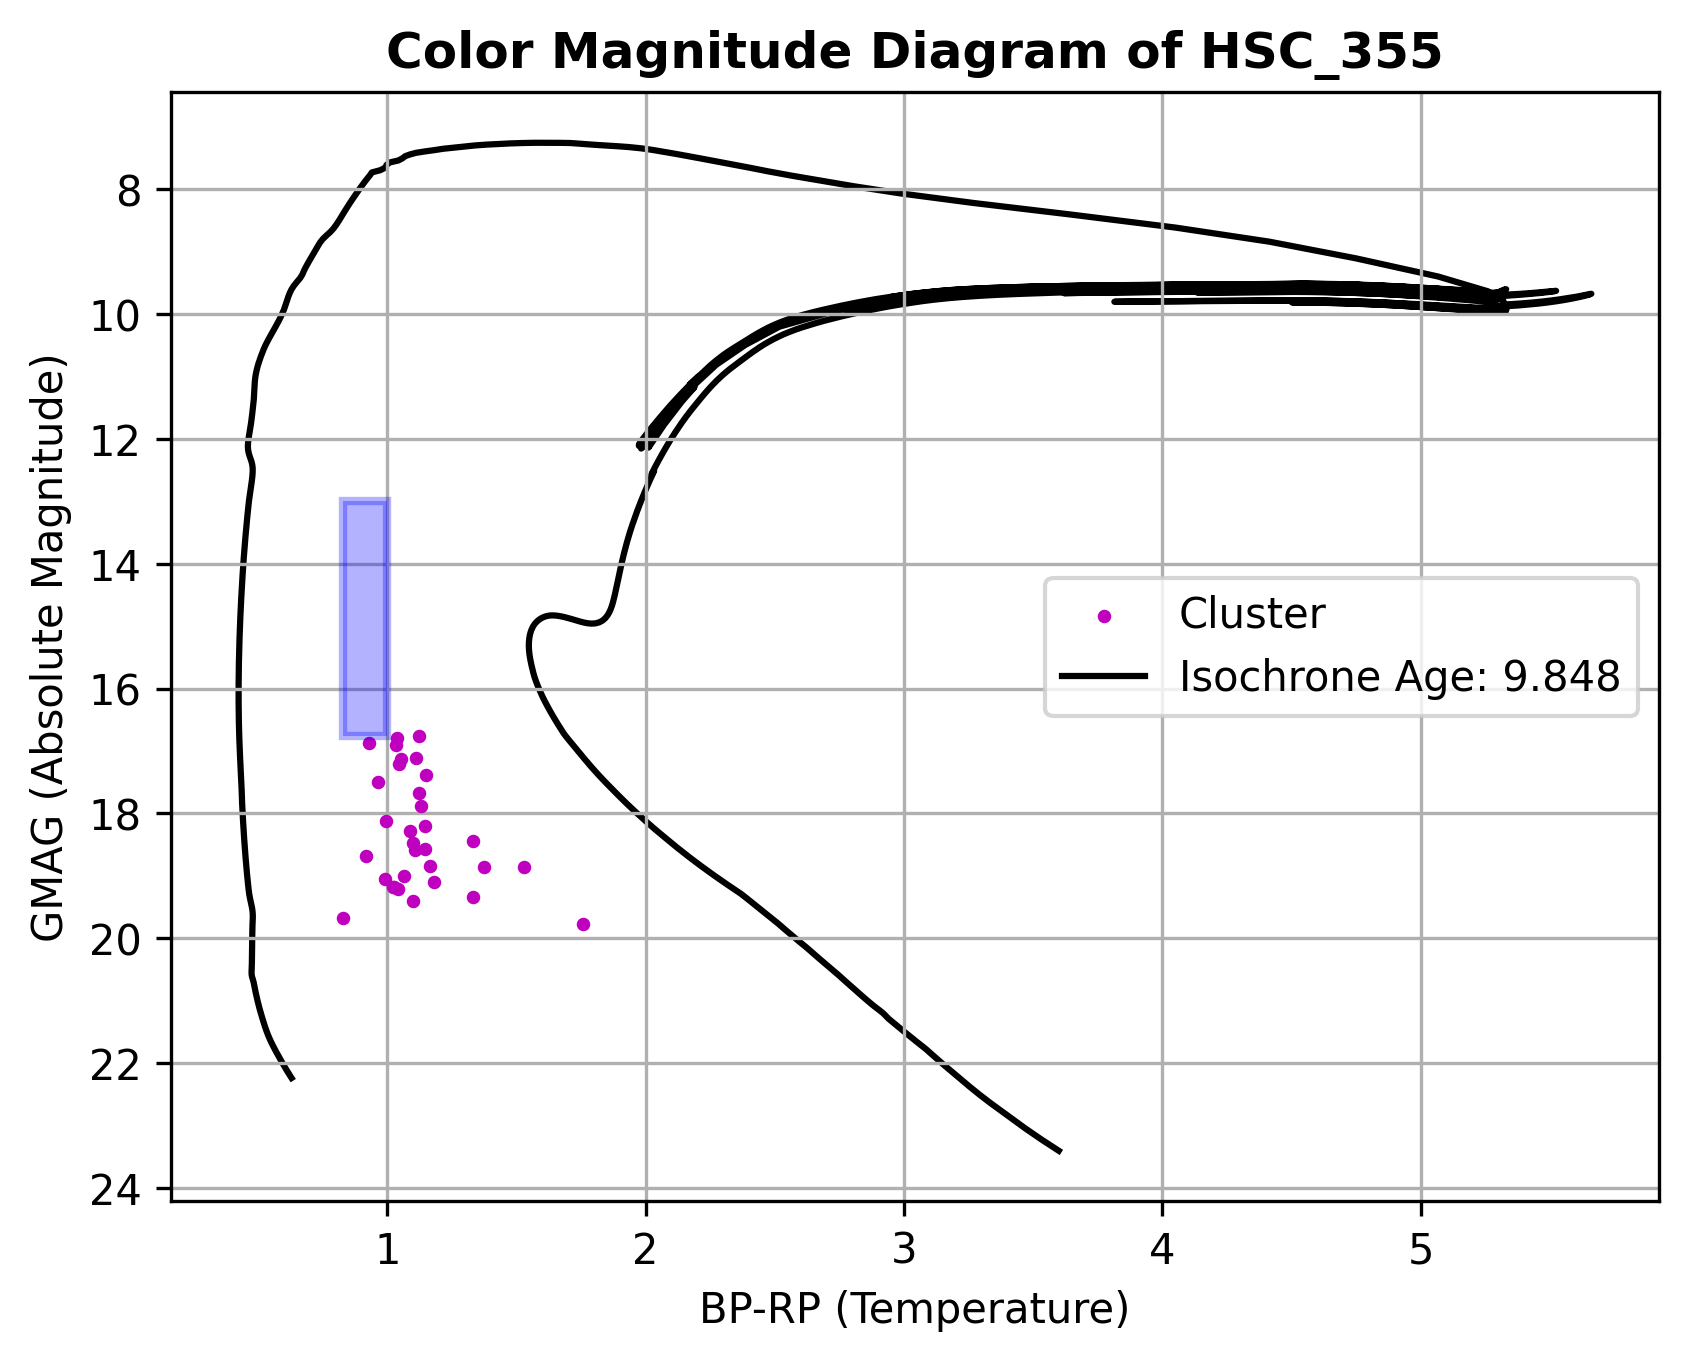 Color Magnitude Diagram of HSC_355
GMAG (Absolute Magnitude)
8
10
12
14
16
18
20
22
24
Cluster
Isochrone Age: 9.848
1 2 3 4 5
BP-RP (Temperature)